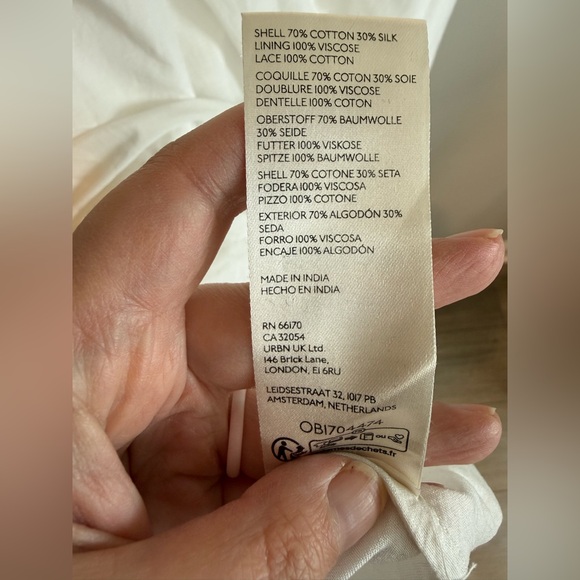 SHELL 70% COTTON 30% SILK
LINING 100% VISCOSE
LACE 100% COTTON
COQUILLE 70% COTON 30% SOIE
DOUBLURE 100% VISCOSE
DENTELLE 100% COTON
OBERSTOFF 70% BAUMWOLLE
30% SEIDE
FUTTER 100% VISKOSE
SPITZE 100% BAUMWOLLE
SHELL 70% COTONE 30% SETA
FODERA 100% VISCOSA
PIZZO 100% COTONE
EXTERIOR 70% ALGODÓN 30%
SEDA
FORRO 100% VISCOSA
ENCAJE 100% ALGODÓN
MADE IN INDIA
HECHO EN INDIA
RN 66170
CA 32054
URBN UK Ltd.
146 Brick Lane,
LONDON, E1 6RU
LEIDSESTRAAT 32, 1017 PB
AMSTERDAM, NETHERLANDS
OB1704474
OU